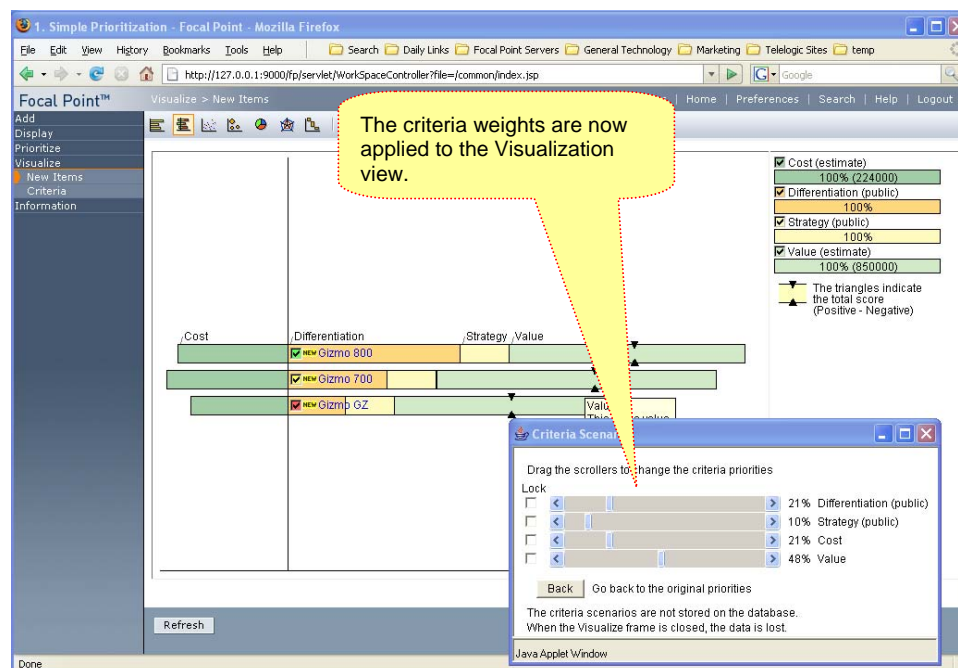 1. Simple Prioritization - Focal Point - Mozilla Firefox
File Edit View History Bookmarks Tools Help Search Daily Links Focal Point Servers General Technology Marketing Telelogic Sites temp
http://127.0.0.1:9000/fp/servlet/WorkSpaceController?file=/common/index.jsp
G Google
Focal Point™
Visualize > New Items
| Home | Preferences | Search | Help | Logout
Add
Display
Prioritize
Visualize
New Items
Criteria
Information
The criteria weights are now
applied to the Visualization
view.
Cost (estimate)
100% (224000)
Differentiation (public)
100%
Strategy (public)
100%
Value (estimate)
100% (850000)
The triangles indicate
the total score
(Positive - Negative)
Cost Differentiation Strategy Value
NEW Gizmo 800
NEW Gizmo 700
NEW Gizmo GZ
Criteria
Drag the scrollers to change the criteria priorities
Lock
21% Differentiation (public)
10% Strategy (public)
21% Cost
48% Value
Back Go back to the original priorities
The criteria scenarios are not stored on the database.
When the Visualize frame is closed, the data is lost.
Java Applet Window
Refresh
Done